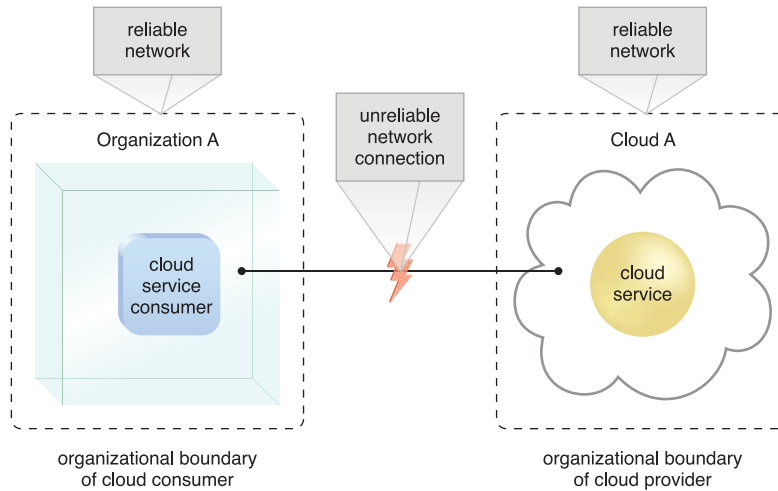 reliable
network
reliable
network
unreliable
network
connection
Organization A
Cloud A
cloud
service
consumer
cloud
service
organizational boundary
of cloud consumer
organizational boundary
of cloud provider